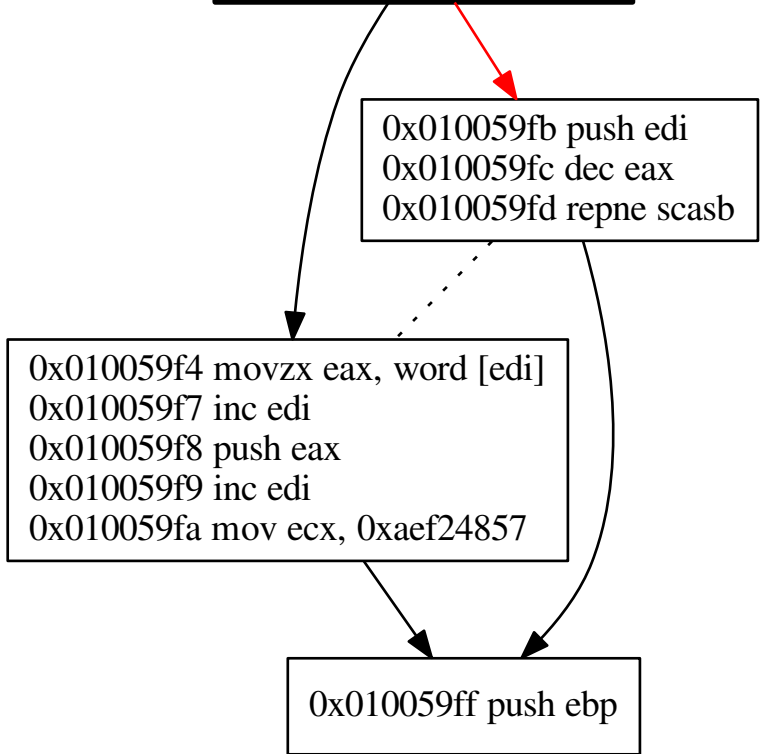 0x010059fb push edi
0x010059fc dec eax
0x010059fd repne scasb
0x010059f4 movzx eax, word [edi]
0x010059f7 inc edi
0x010059f8 push eax
0x010059f9 inc edi
0x010059fa mov ecx, 0xaef24857
0x010059ff push ebp